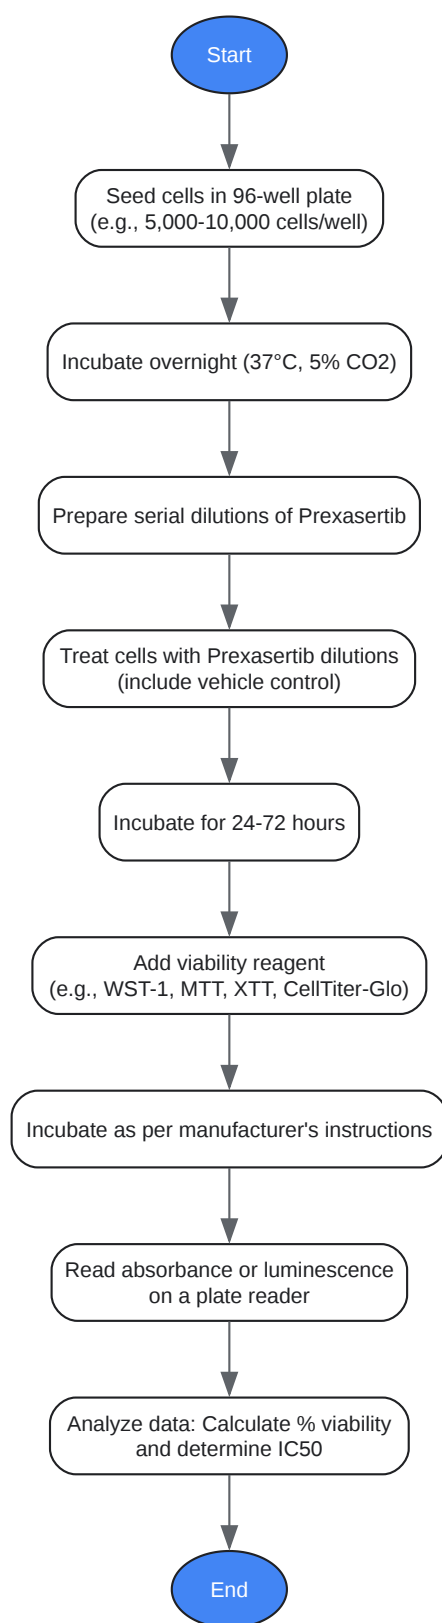 Start
Seed cells in 96-well plate
(e.g., 5,000-10,000 cells/well)
Incubate overnight (37°C, 5% CO2)
Prepare serial dilutions of Prexasertib
Treat cells with Prexasertib dilutions
(include vehicle control)
Incubate for 24-72 hours
Add viability reagent
(e.g., WST-1, MTT, XTT, CellTiter-Glo)
Incubate as per manufacturer's instructions
Read absorbance or luminescence
on a plate reader
Analyze data: Calculate % viability
and determine IC50
End